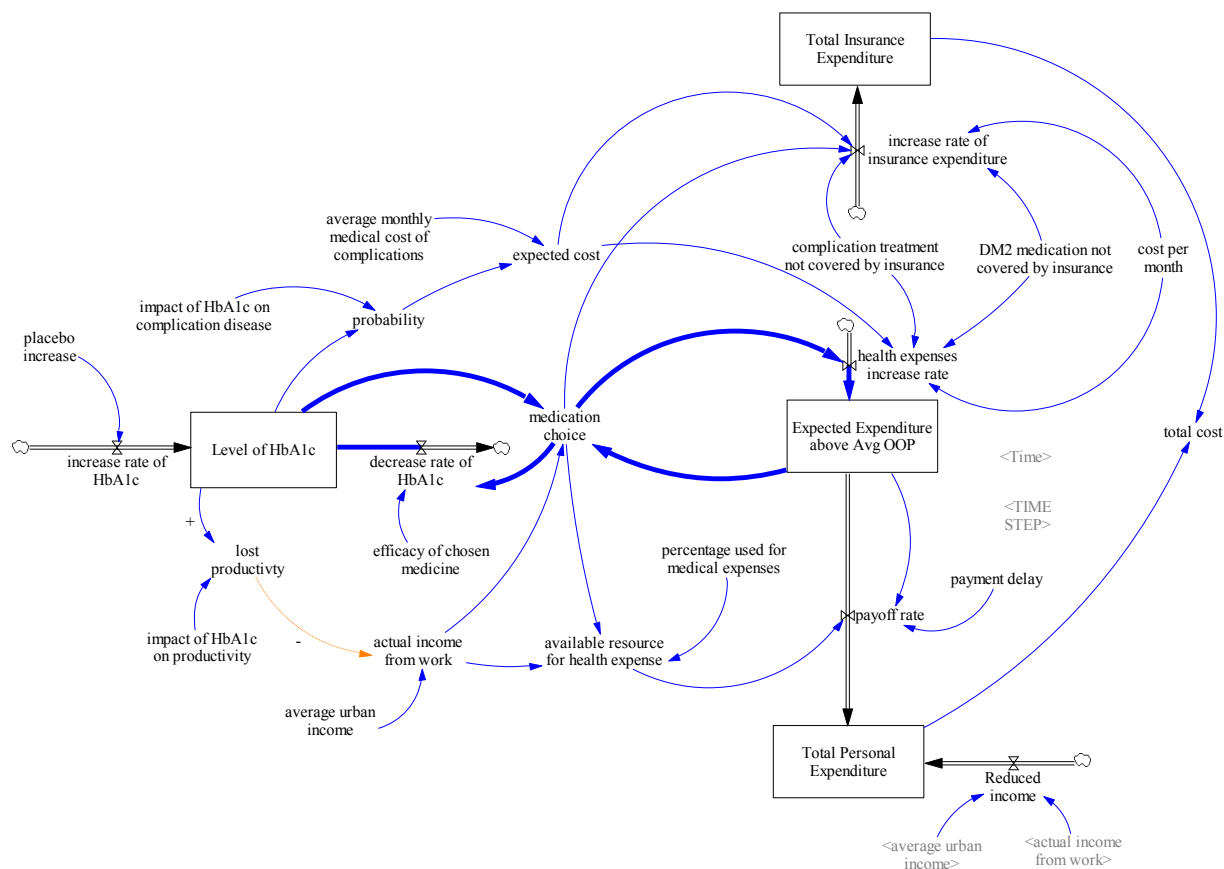 Total Insurance
Expenditure
increase rate of
insurance expenditure
average monthly
medical cost of
complications
expected cost
complication treatment
not covered by insurance
DM2 medication not
covered by insurance
cost per
month
impact of HbA1c on
complication disease
probability
placebo
increase
health expenses
increase rate
medication
choice
Level of HbA1c
Expected Expenditure
above Avg OOP
total cost
increase rate of
HbA1c
decrease rate of
HbA1c
<Time>
<TIME
STEP>
+
lost
productivty
efficacy of chosen
medicine
percentage used for
medical expenses
payment delay
payoff rate
impact of HbA1c
on productivity
-
actual income
from work
available resource
for health expense
average urban
income
Total Personal
Expenditure
Reduced
income
<average urban
income>
<actual income
from work>